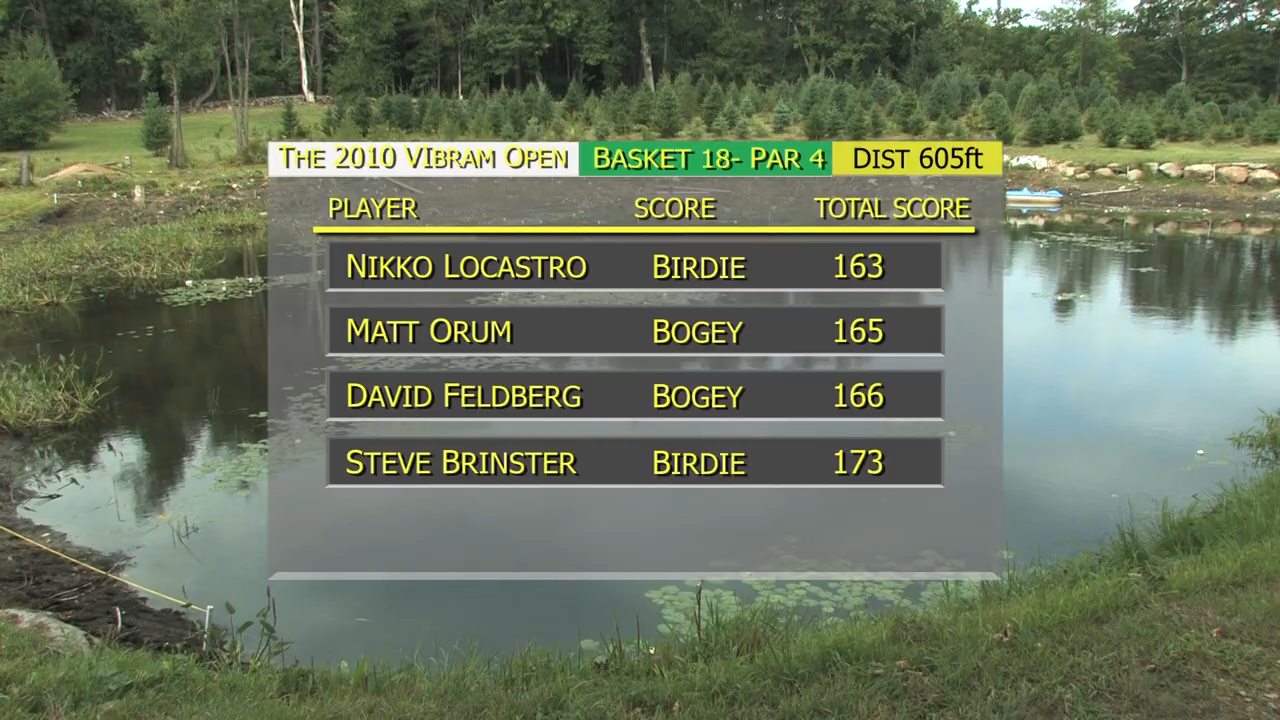 THE 2010 VIBRAM OPEN BASKET 18- PAR 4 DIST 605ft
PLAYER SCORE TOTAL SCORE
NIKKO LOCASTRO BIRDIE 163
MATT ORUM BOGEY 165
DAVID FELDBERG BOGEY 166
STEVE BRINSTER BIRDIE 173